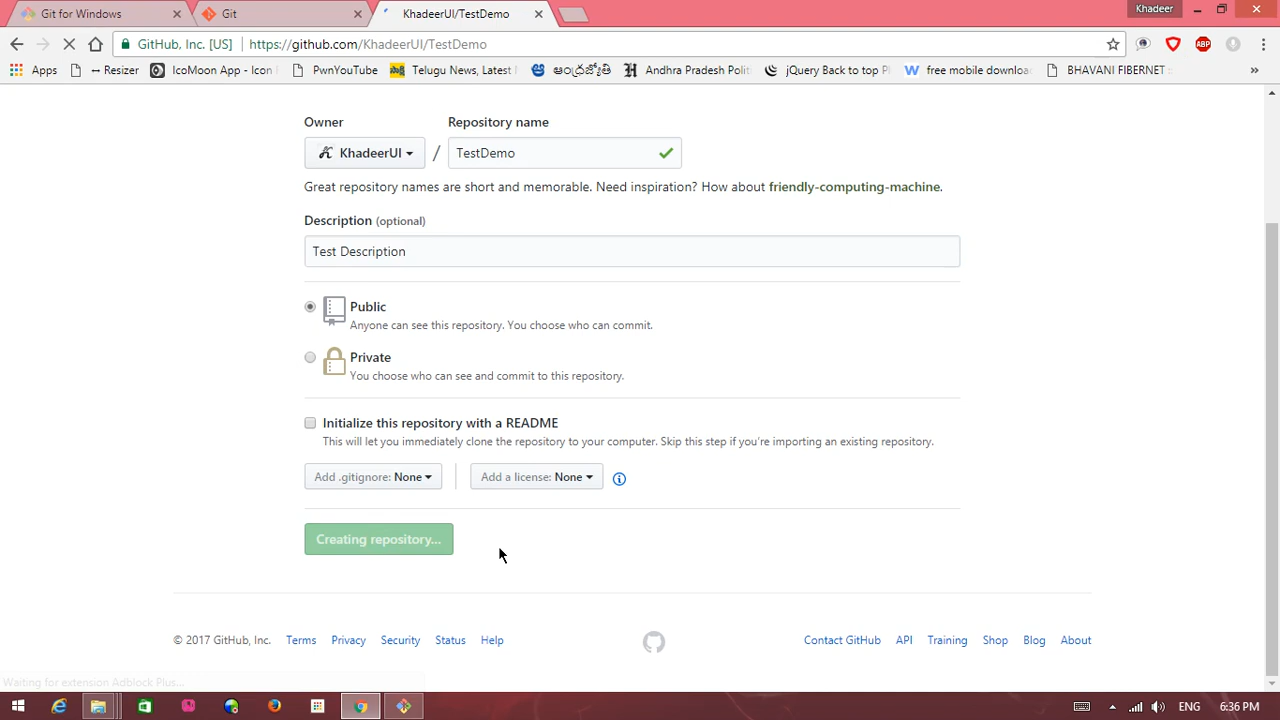 Git for Windows
Git
KhadeerUI/TestDemo
Khadeer
GitHub, Inc. [US]
https://github.com/KhadeerUI/TestDemo
ABP
Apps
↔ Resizer
IcoMoon App - Icon
PwnYouTube
Telugu News, Latest
ఆంధ్రజ్యోతి
Andhra Pradesh Polit
jQuery Back to top Pl
free mobile downloa
BHAVANI FIBERNET
»
Owner
Repository name
KhadeerUI
/
TestDemo
Great repository names are short and memorable. Need inspiration? How about friendly-computing-machine.
Description (optional)
Test Description
Public
Anyone can see this repository. You choose who can commit.
Private
You choose who can see and commit to this repository.
Initialize this repository with a README
This will let you immediately clone the repository to your computer. Skip this step if you're importing an existing repository.
Add .gitignore: None
Add a license: None
Creating repository...
© 2017 GitHub, Inc.
Terms
Privacy
Security
Status
Help
Contact GitHub
API
Training
Shop
Blog
About
Waiting for extension Adblock Plus...
ENG
6:36 PM